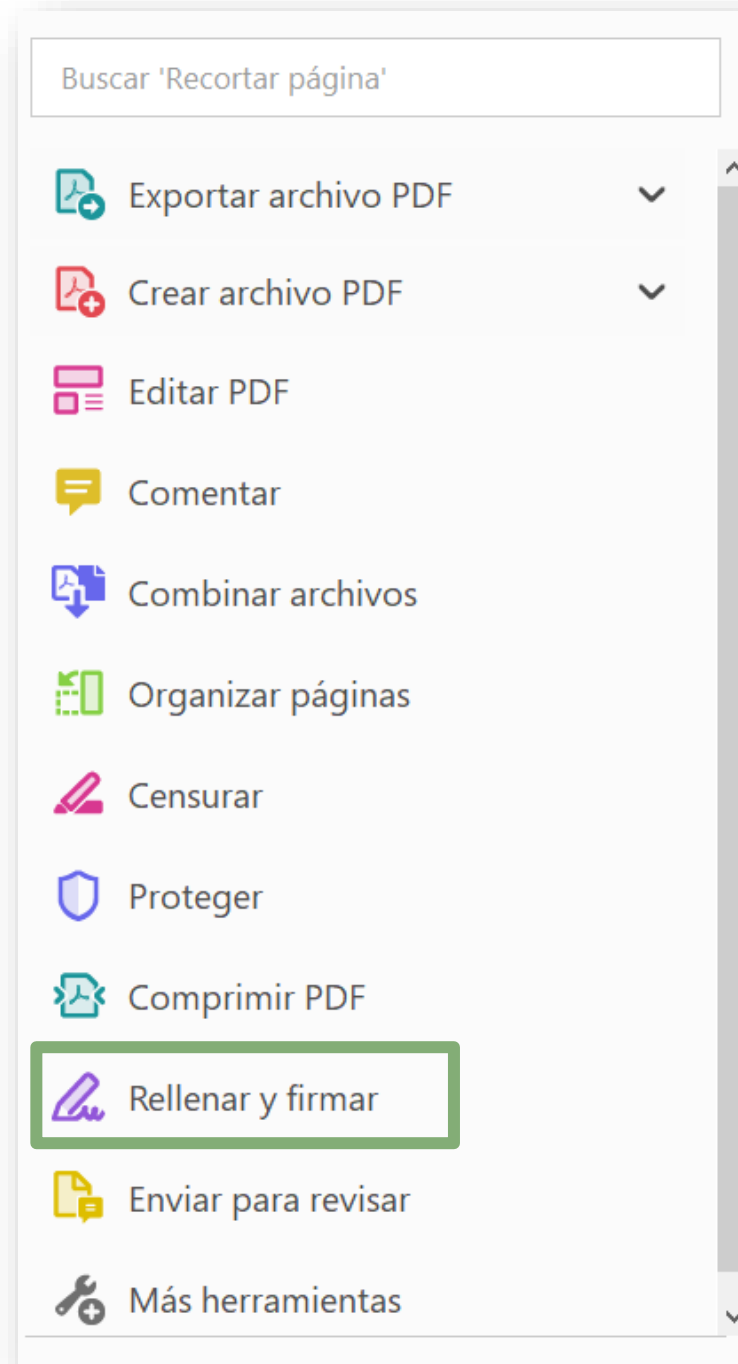 Buscar 'Recortar página'
Exportar archivo PDF
Crear archivo PDF
Editar PDF
Comentar
Combinar archivos
Organizar páginas
Censurar
Proteger
Comprimir PDF
Rellenar y firmar
Enviar para revisar
Más herramientas